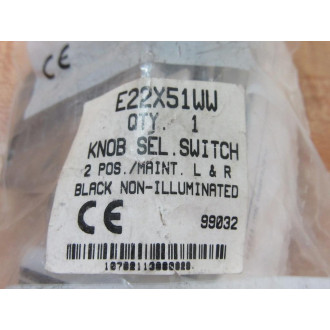 CE
E22X51WW
QTY. 1
KNOB SEL.SWITCH
2 POS./MAINT. L & R
BLACK NON-ILLUMINATED
CE 99032